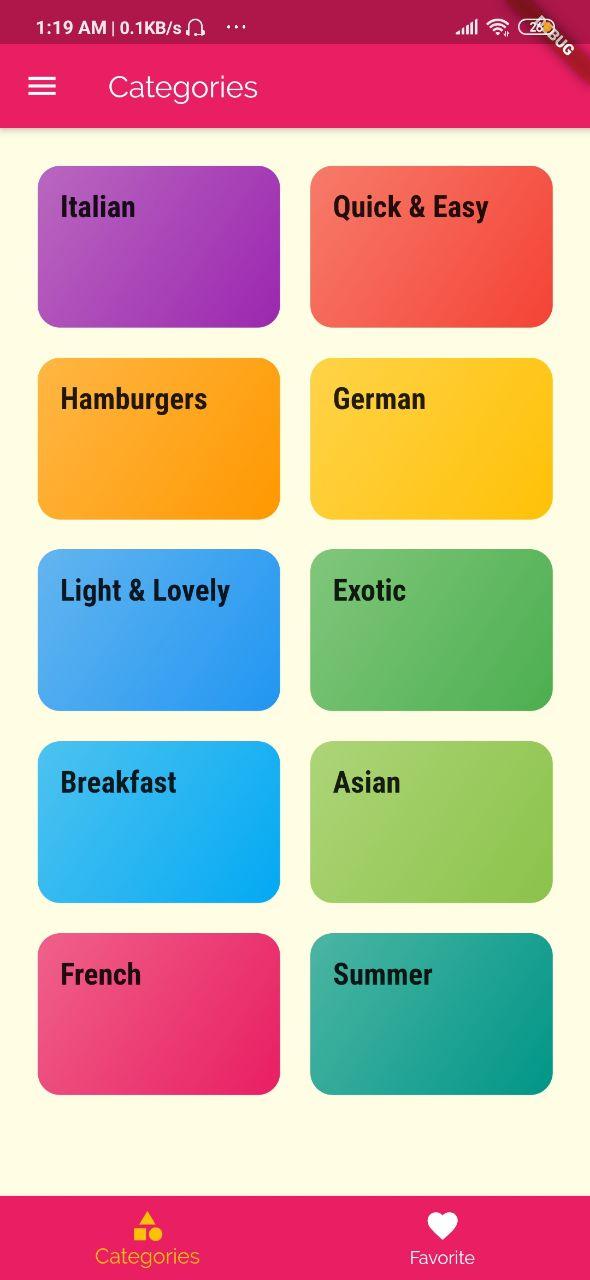 1:19 AM | 0.1KB/s ...
DEBUG
Categories
Italian
Quick & Easy
Hamburgers
German
Light & Lovely
Exotic
Breakfast
Asian
French
Summer
Categories
Favorite